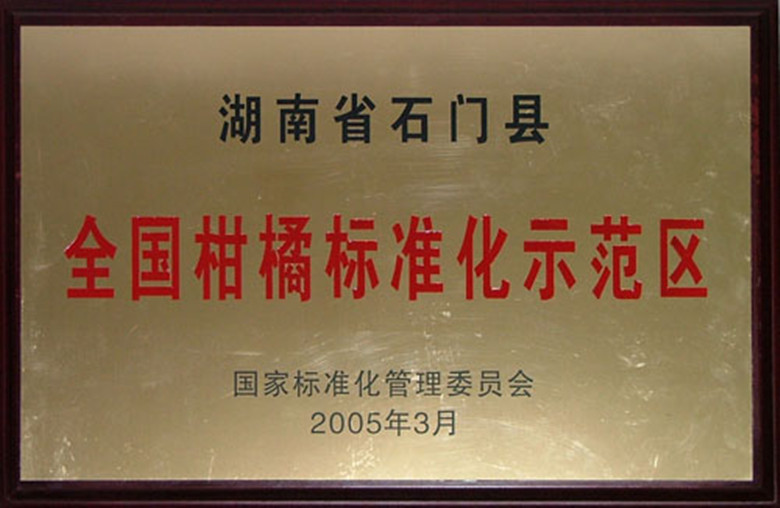 湖南省石门县
全国柑橘标准化示范区
国家标准化管理委员会
2005年3月